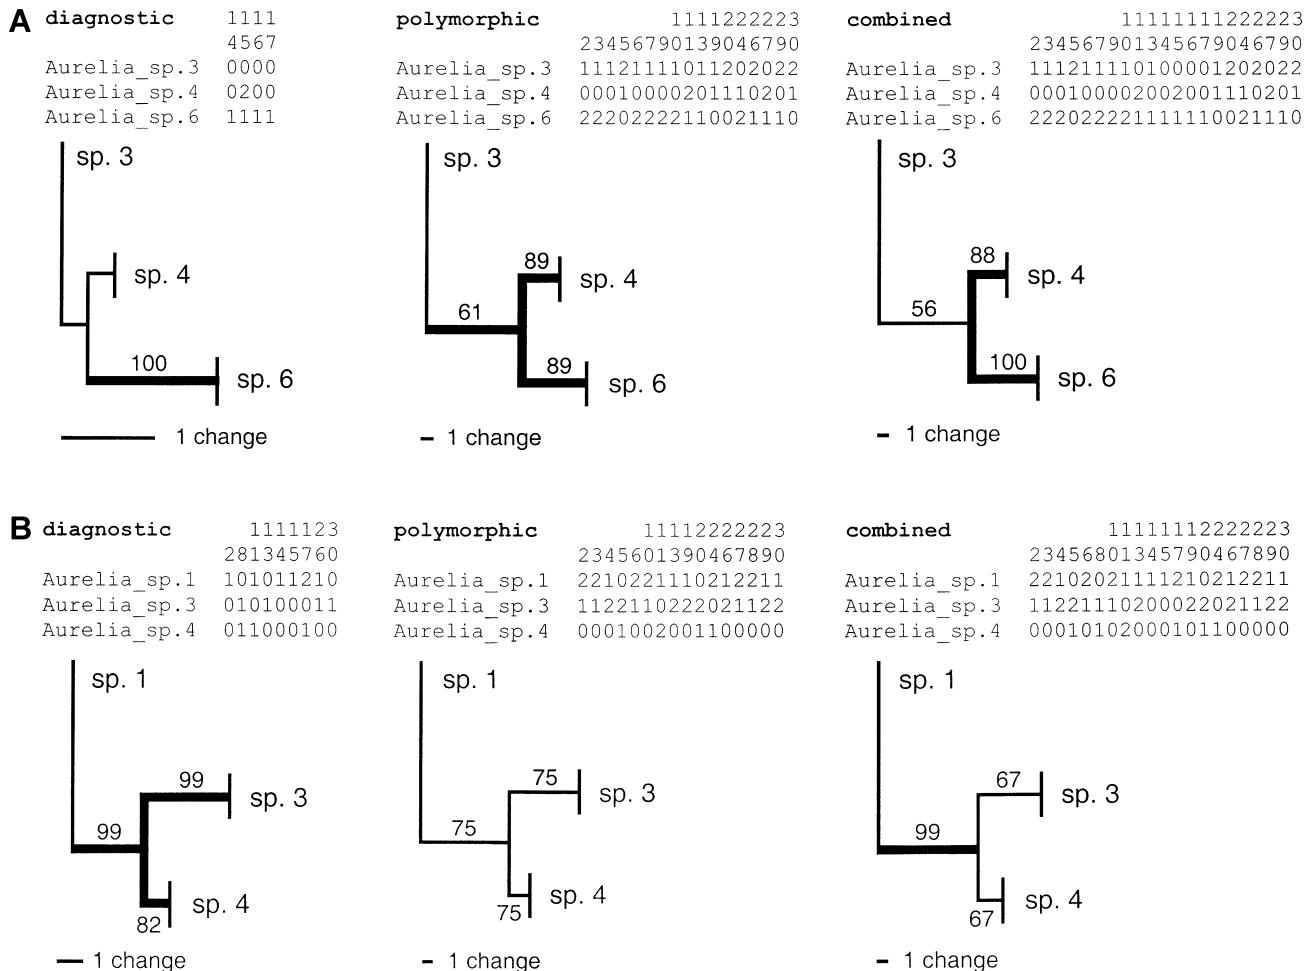 A
diagnostic 1111
4567
Aurelia_sp.3 0000
Aurelia_sp.4 0200
Aurelia_sp.6 1111
sp. 3
sp. 4
100
sp. 6
1 change
polymorphic 1111222223
23456790139046790
Aurelia_sp.3 11121111011202022
Aurelia_sp.4 00010000201110201
Aurelia_sp.6 22202222110021110
sp. 3
89
sp. 4
61
89
sp. 6
1 change
combined 11111111222223
234567901345679046790
Aurelia_sp.3 111211110100001202022
Aurelia_sp.4 000100002002001110201
Aurelia_sp.6 222022221111110021110
sp. 3
88
sp. 4
56
100
sp. 6
1 change
B
diagnostic 1111123
281345760
Aurelia_sp.1 101011210
Aurelia_sp.3 010100011
Aurelia_sp.4 011000100
sp. 1
99
sp. 3
99
sp. 4
82
1 change
polymorphic 11112222223
2345601390467890
Aurelia_sp.1 2210221110212211
Aurelia_sp.3 1122110222021122
Aurelia_sp.4 0001002001100000
sp. 1
75
sp. 3
75
sp. 4
75
1 change
combined 11111112222223
23456801345790467890
Aurelia_sp.1 22102021111210212211
Aurelia_sp.3 11221110200022021122
Aurelia_sp.4 00010102000101100000
sp. 1
67
sp. 3
99
sp. 4
67
1 change